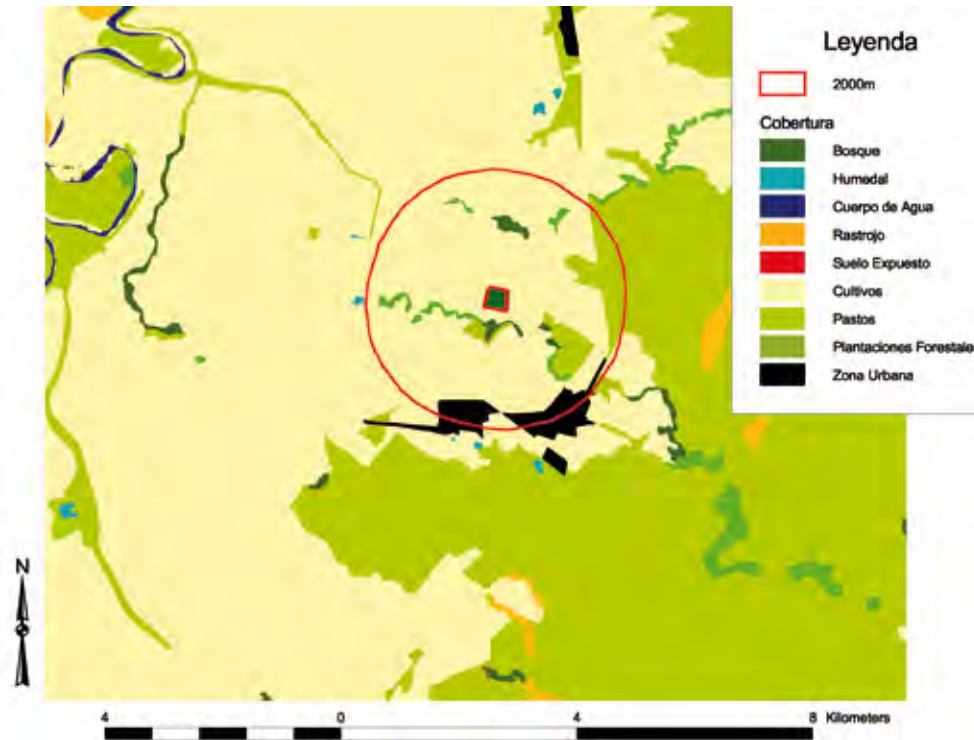 Leyenda
2000m
Cobertura
Bosque
Humedal
Cuerpo de Agua
Rastrojo
Suelo Expuesto
Cultivos
Pastos
Plantaciones Forestale
Zona Urbana
N
4 0 4 8 Kilometers